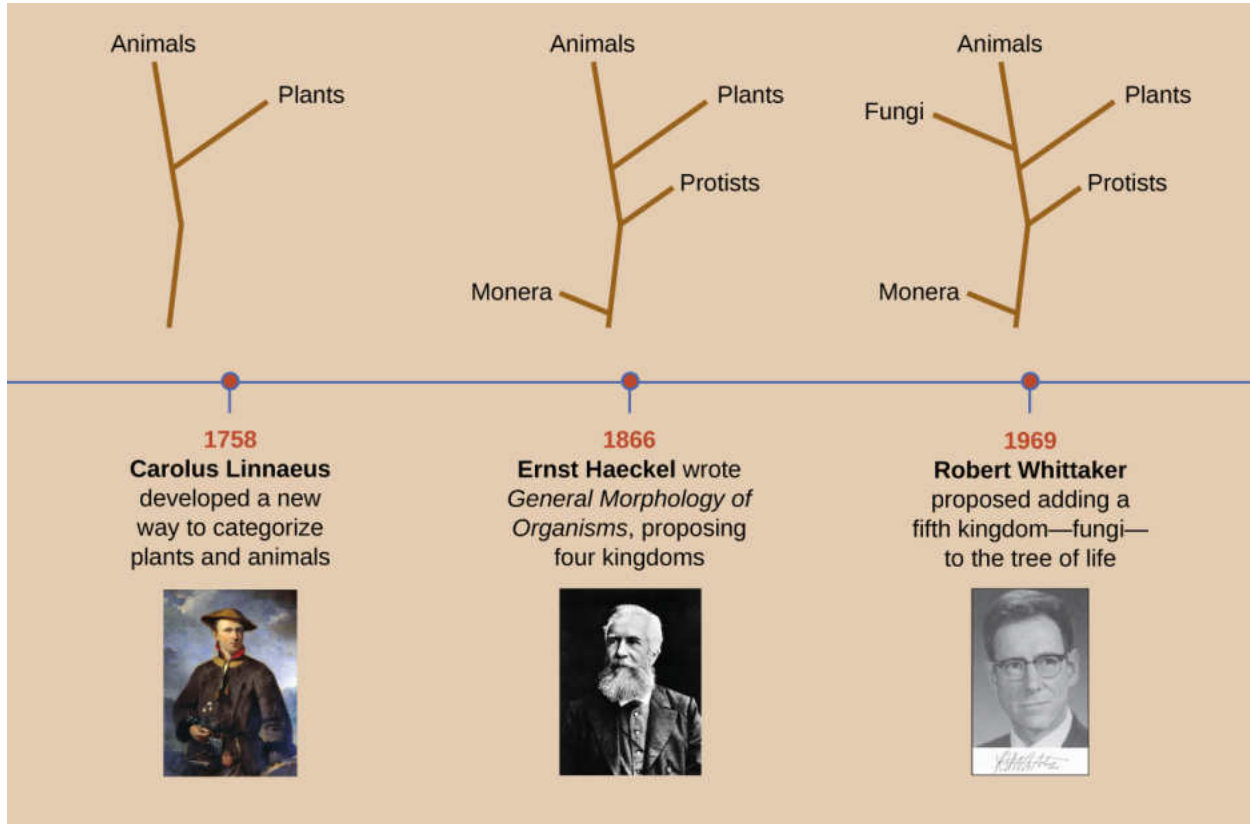 Animals
Plants
Animals
Plants
Protists
Monera
Animals
Fungi
Plants
Protists
Monera
1758
Carolus Linnaeus
developed a new
way to categorize
plants and animals
1866
Ernst Haeckel wrote
General Morphology of
Organisms, proposing
four kingdoms
1969
Robert Whittaker
proposed adding a
fifth kingdom—fungi—
to the tree of life